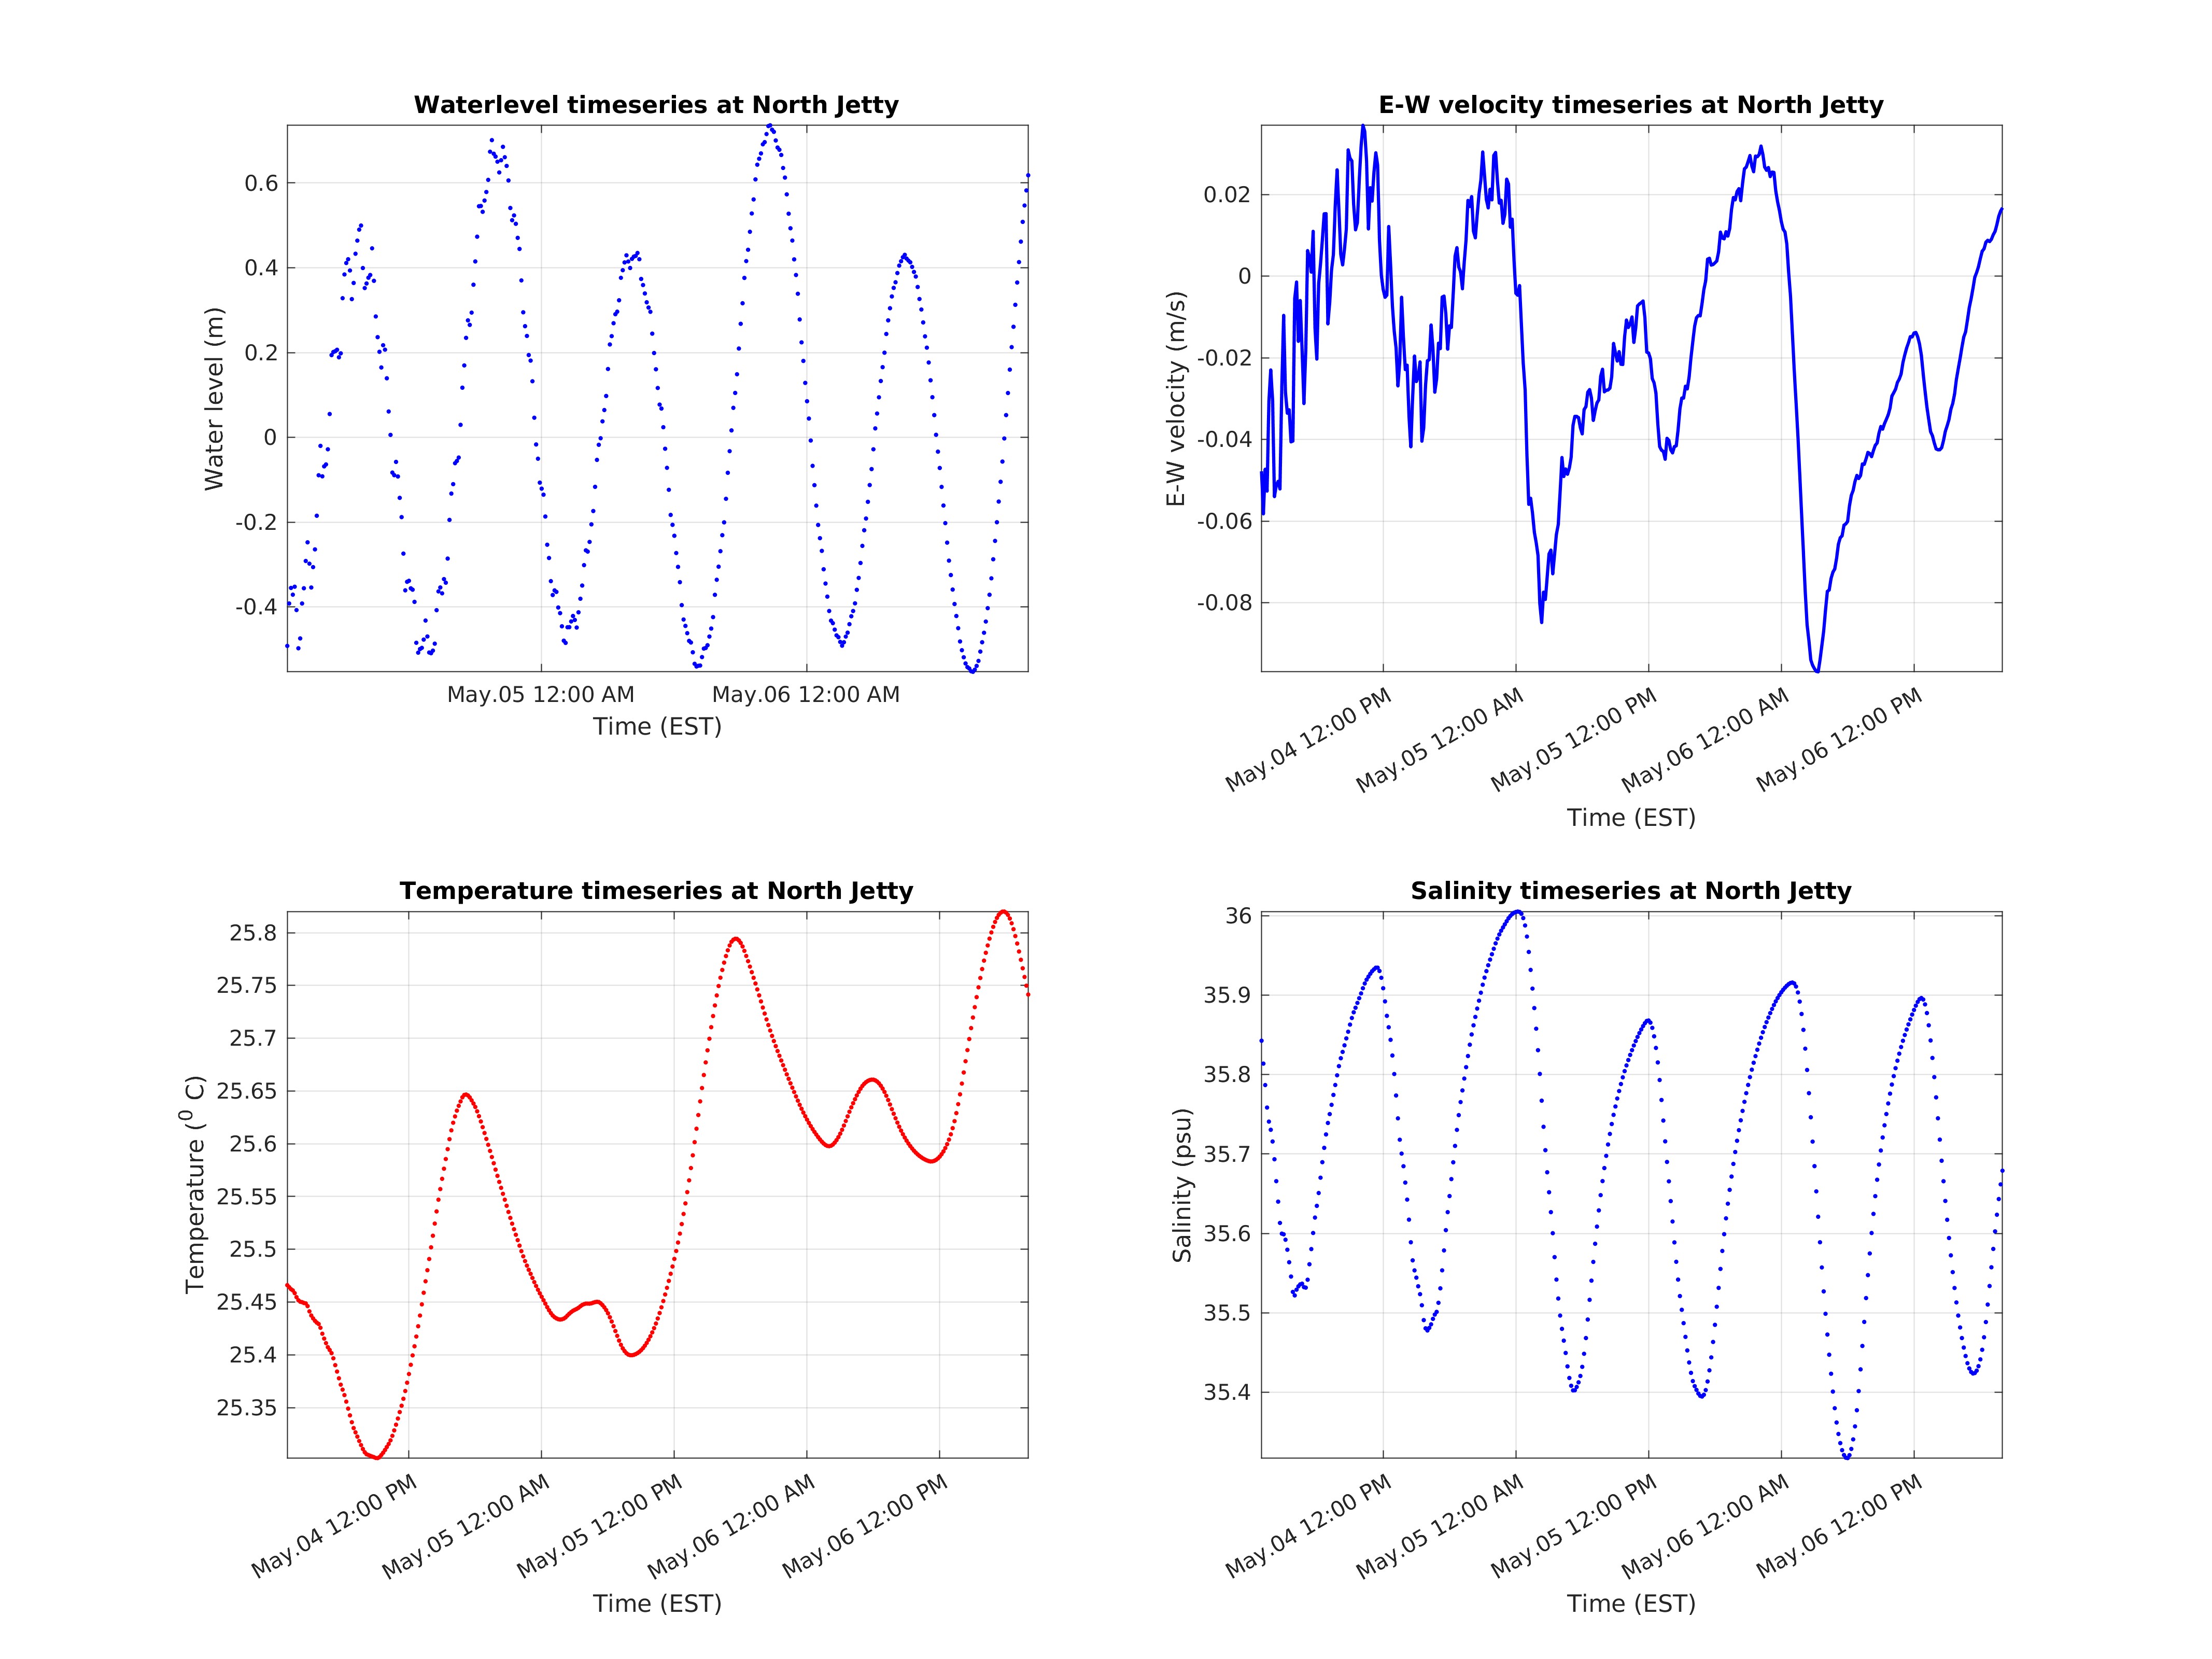 Waterlevel timeseries at North Jetty
0.6
0.4
0.2
0
-0.2
-0.4
Water level (m)
May.05 12:00 AM
May.06 12:00 AM
Time (EST)
E-W velocity timeseries at North Jetty
0.02
0
-0.02
-0.04
-0.06
-0.08
E-W velocity (m/s)
May.04 12:00 PM
May.05 12:00 AM
May.05 12:00 PM
May.06 12:00 AM
May.06 12:00 PM
Time (EST)
Temperature timeseries at North Jetty
25.8
25.75
25.7
25.65
25.6
25.55
25.5
25.45
25.4
25.35
Temperature (⁰ C)
May.04 12:00 PM
May.05 12:00 AM
May.05 12:00 PM
May.06 12:00 AM
May.06 12:00 PM
Time (EST)
Salinity timeseries at North Jetty
36
35.9
35.8
35.7
35.6
35.5
35.4
Salinity (psu)
May.04 12:00 PM
May.05 12:00 AM
May.05 12:00 PM
May.06 12:00 AM
May.06 12:00 PM
Time (EST)